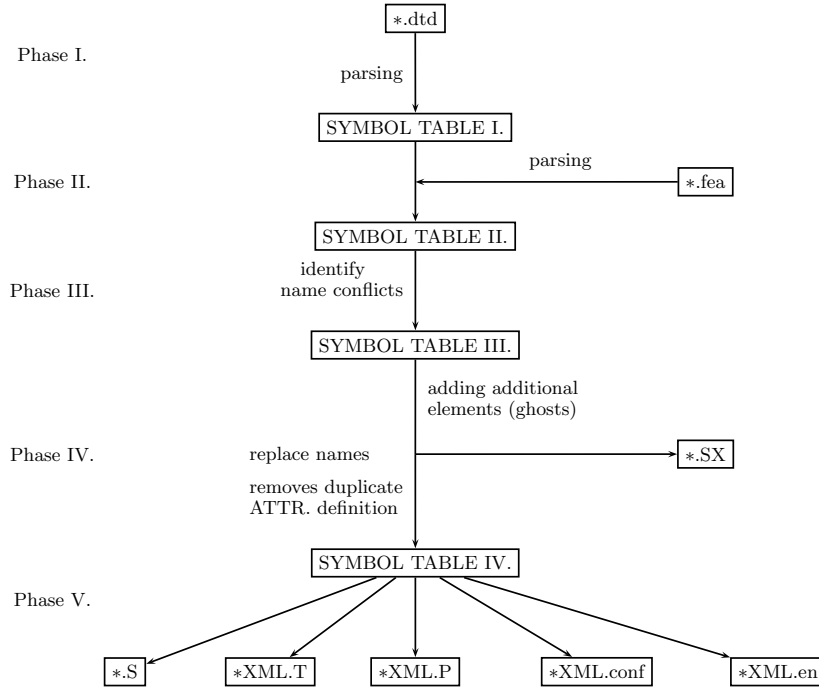 *.dtd
Phase I.
parsing
SYMBOL TABLE I.
parsing
Phase II.
*.fea
SYMBOL TABLE II.
identify
name conflicts
Phase III.
SYMBOL TABLE III.
adding additional
elements (ghosts)
Phase IV.
replace names
*.SX
removes duplicate
ATTR. definition
SYMBOL TABLE IV.
Phase V.
*.S
*XML.T
*XML.P
*XML.conf
*XML.en